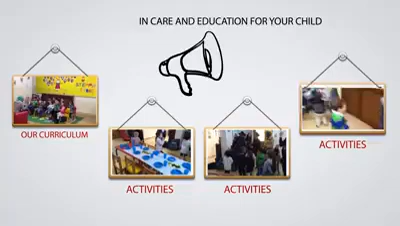 IN CARE AND EDUCATION FOR YOUR CHILD
OUR CURRICULUM
ACTIVITIES
ACTIVITIES
ACTIVITIES